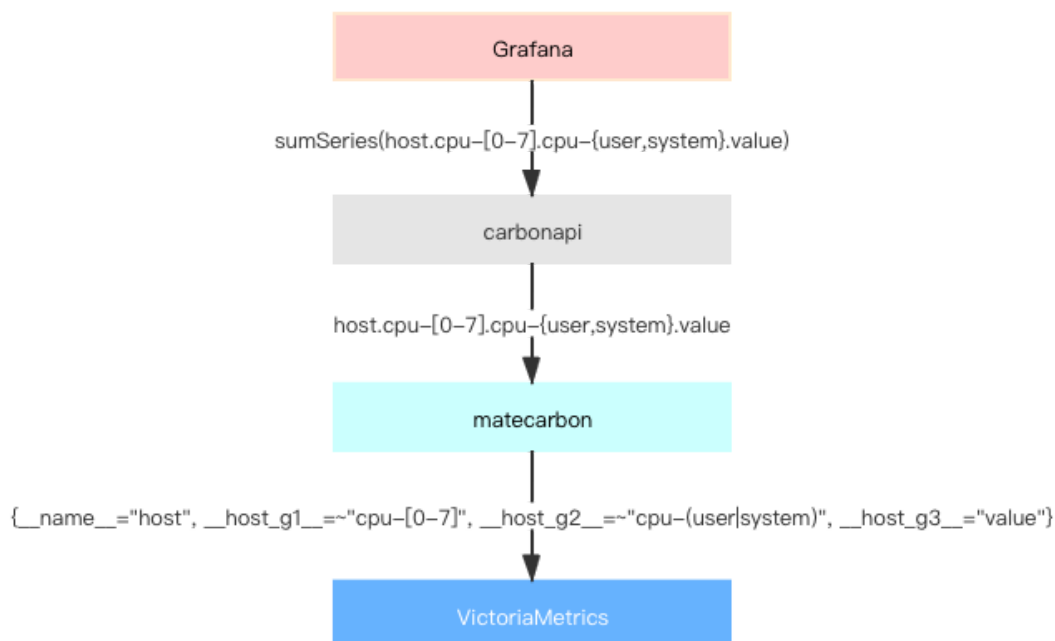 Grafana
sumSeries(host.cpu-[0-7].cpu-{user,system}.value)
carbonapi
host.cpu-[0-7].cpu-{user,system}.value
matecarbon
{__name__="host", __host_g1__=~"cpu-[0-7]", __host_g2__=~"cpu-(user|system)", __host_g3__="value"}
VictoriaMetrics